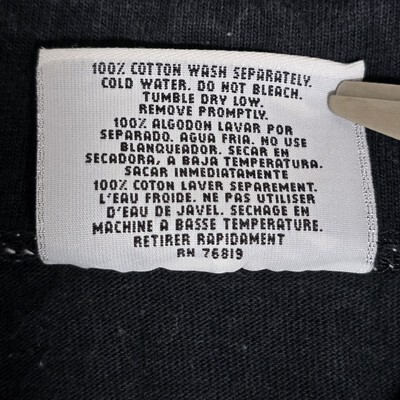 100% COTTON WASH SEPARATELY.
COLD WATER. DO NOT BLEACH.
TUMBLE DRY LOW.
REMOVE PROMPTLY.
100% ALGODON LAVAR POR
SEPARADO. AGUA FRIA. NO USE
BLANQUEADOR. SECAR EN
SECADORA, A BAJA TEMPERATURA.
SACAR INMEDIATAMENTE
100% COTON LAVER SEPAREMENT.
L'EAU FROIDE. NE PAS UTILISER
D'EAU DE JAVEL. SECHAGE EN
MACHINE A BASSE TEMPERATURE.
RETIRER RAPIDAMENT
RN 76819